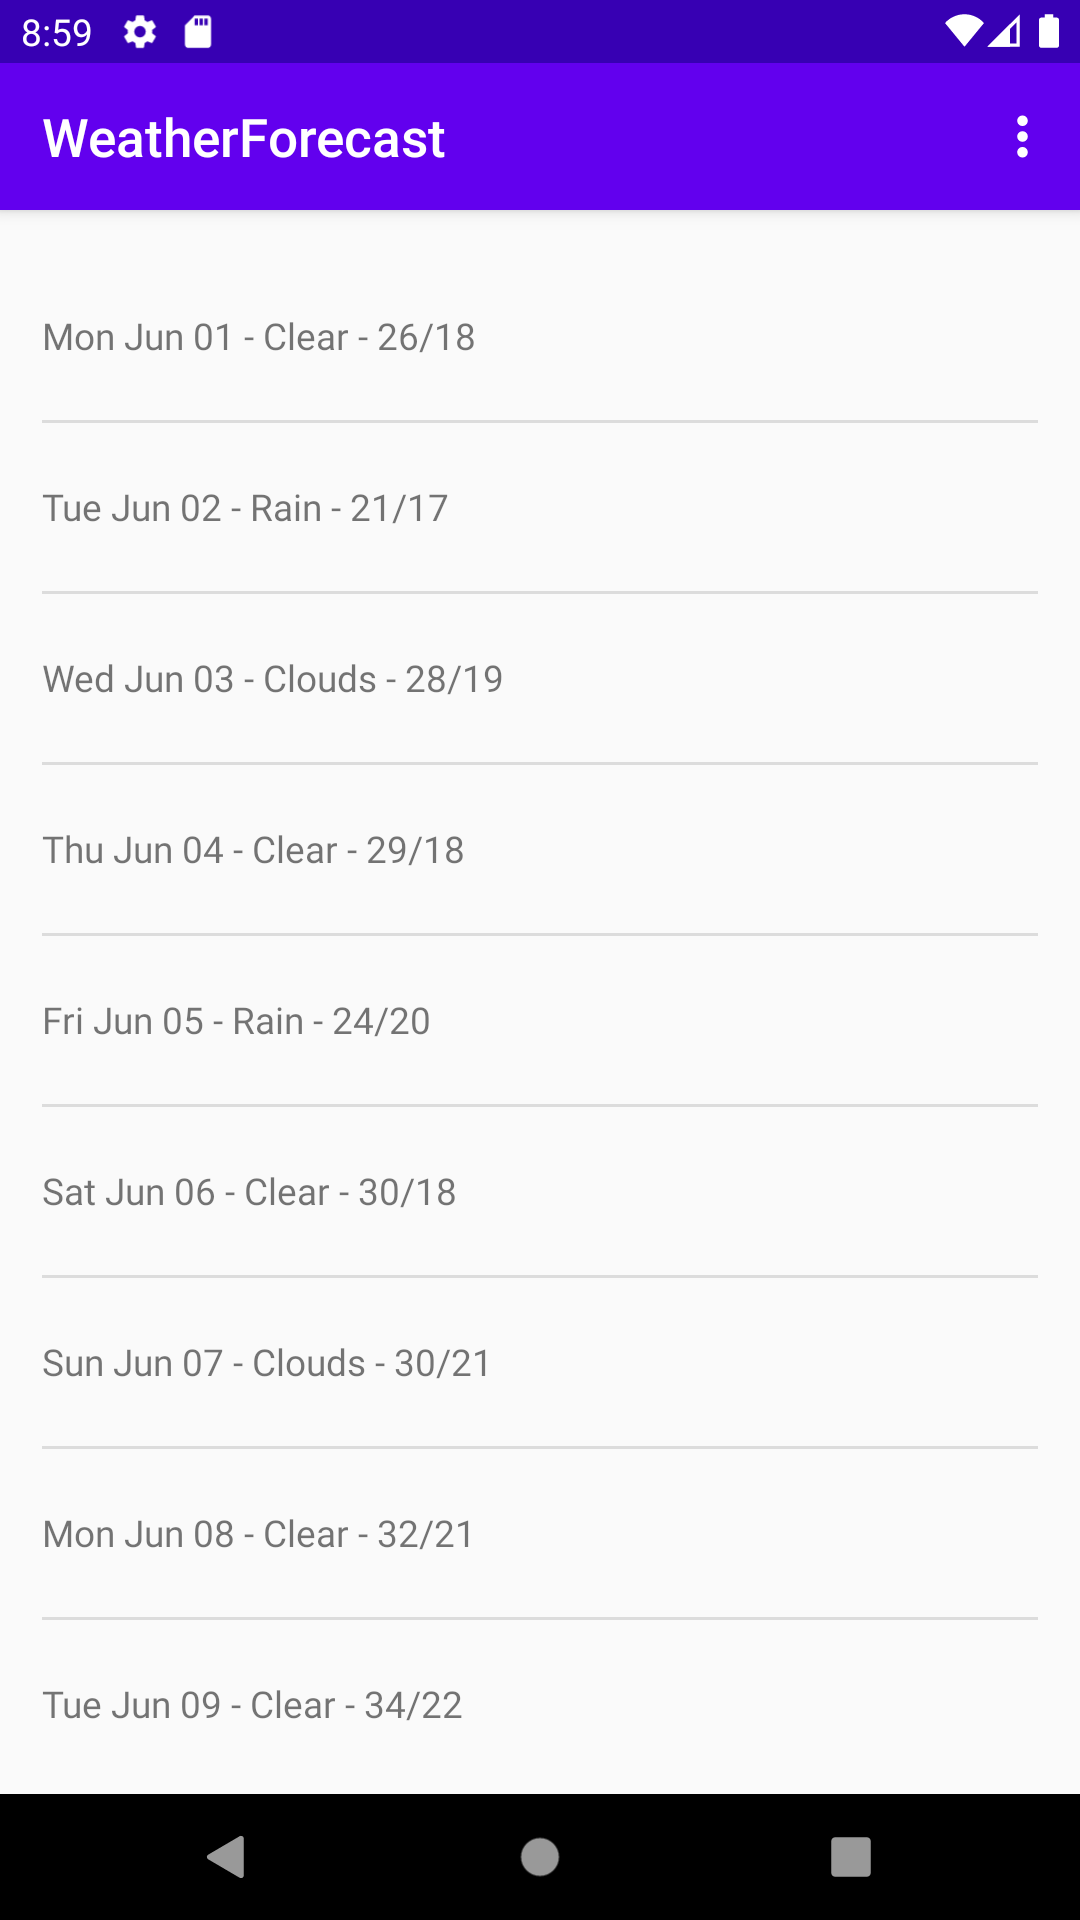 8:59
WeatherForecast
Mon Jun 01 - Clear - 26/18
Tue Jun 02 - Rain - 21/17
Wed Jun 03 - Clouds - 28/19
Thu Jun 04 - Clear - 29/18
Fri Jun 05 - Rain - 24/20
Sat Jun 06 - Clear - 30/18
Sun Jun 07 - Clouds - 30/21
Mon Jun 08 - Clear - 32/21
Tue Jun 09 - Clear - 34/22